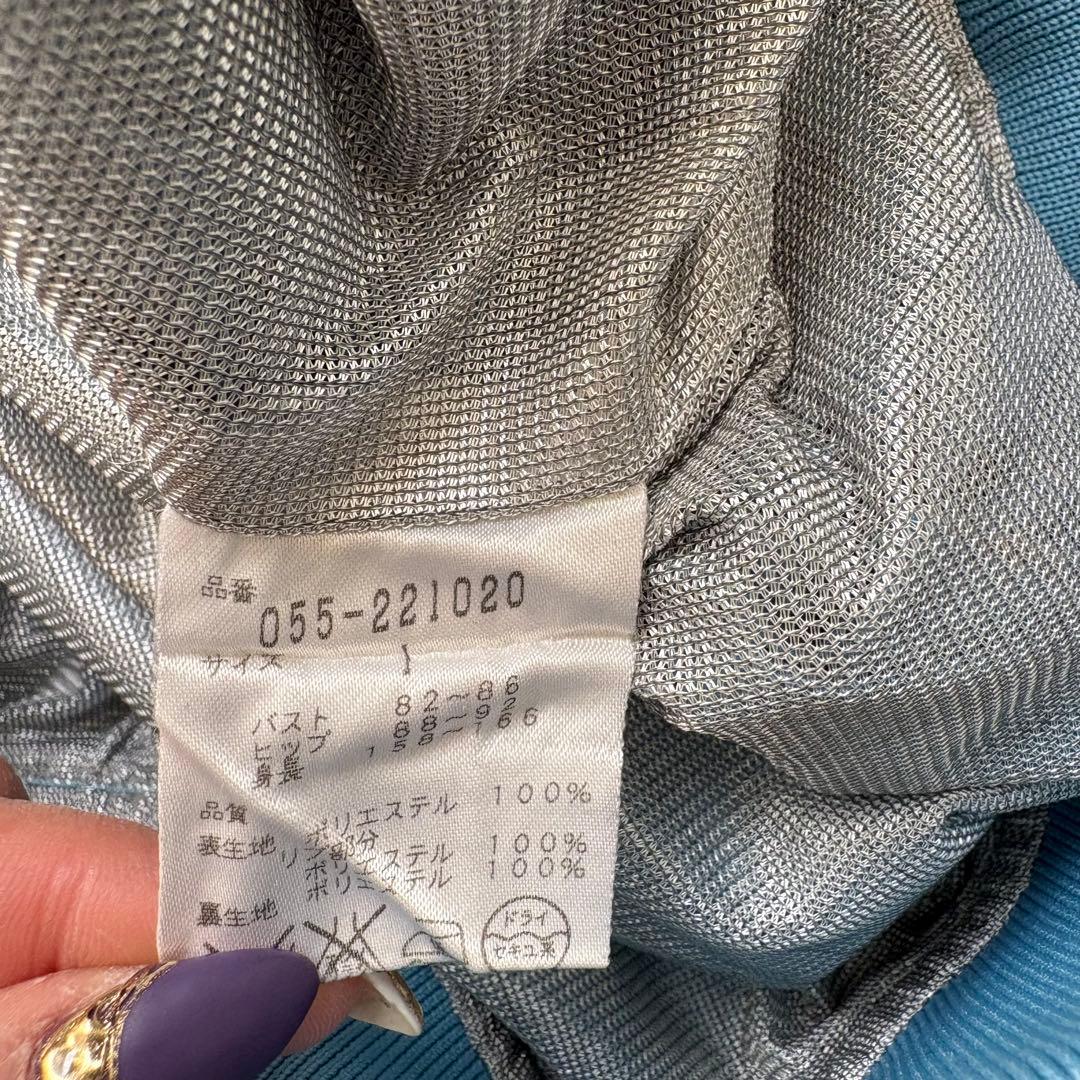 品番
055-221020
サイズ 1
バスト 82~86
ヒップ 88~92
身長 158~166
品質
表生地 ポリエステル 100%
リブ部分
ポリエステル 100%
裏生地 ポリエステル 100%
ドライ
セキユ系